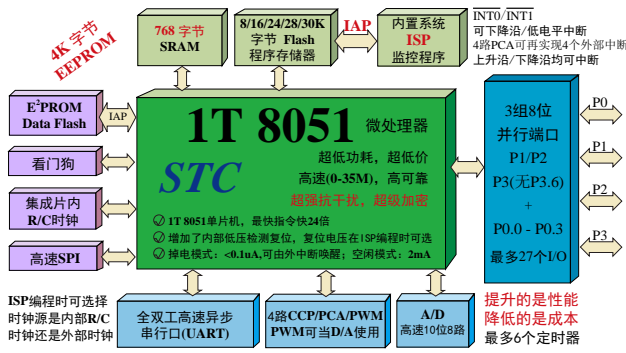 4K 字节
EEPROM
768 字节
SRAM
8/16/24/28/30K
字节 Flash
程序存储器
IAP
内置系统
ISP
监控程序
INT0/INT1
可下降沿/低电平中断
4路PCA可再实现4个外部中断
上升沿/下降沿均可中断
E²PROM
Data Flash
IAP
看门狗
集成片内
R/C时钟
高速SPI
1T 8051 微处理器
STC
超低功耗，超低价
高速(0-35M)，高可靠
超强抗干扰，超级加密
1T 8051单片机，最快指令快24倍
增加了内部低压检测复位，复位电压在ISP编程时可选
掉电模式：<0.1uA,可由外中断唤醒；空闲模式：2mA
3组8位
并行端口
P1/P2
P3(无P3.6)
+
P0.0 - P0.3
最多27个I/O
P0
P1
P2
P3
ISP编程时可选择
时钟源是内部R/C
时钟还是外部时钟
全双工高速异步
串行口(UART)
4路CCP/PCA/PWM
PWM可当D/A使用
A/D
高速10位8路
提升的是性能
降低的是成本
最多6个定时器